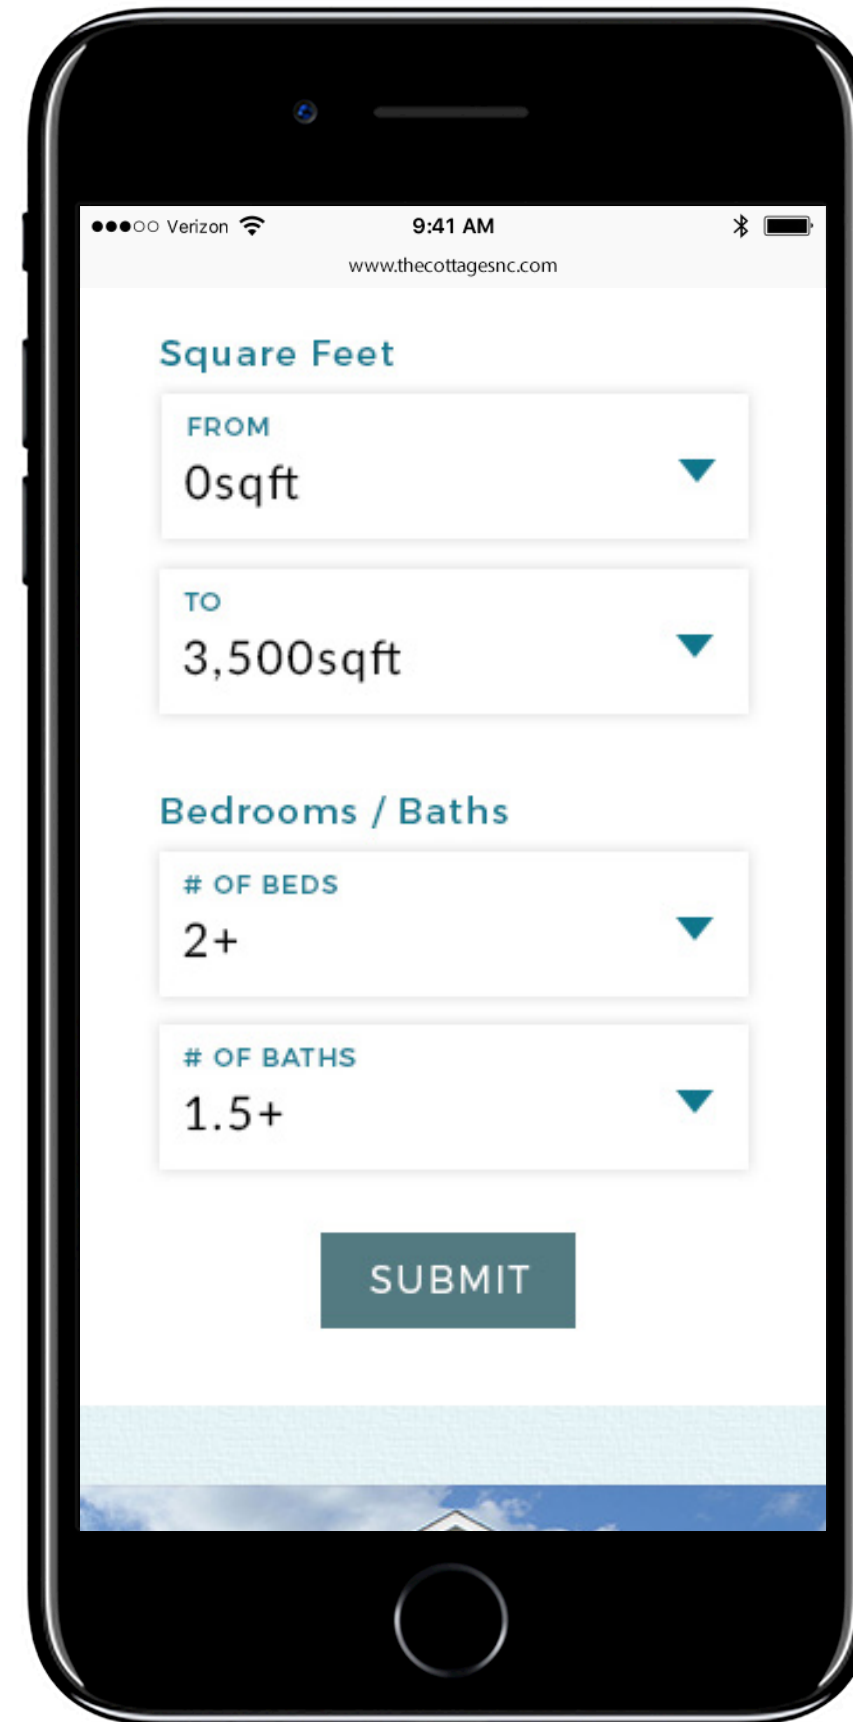 Verizon 9:41 AM
www.thecottagesnc.com
Square Feet
FROM
0sqft
TO
3,500sqft
Bedrooms / Baths
# OF BEDS
2+
# OF BATHS
1.5+
SUBMIT